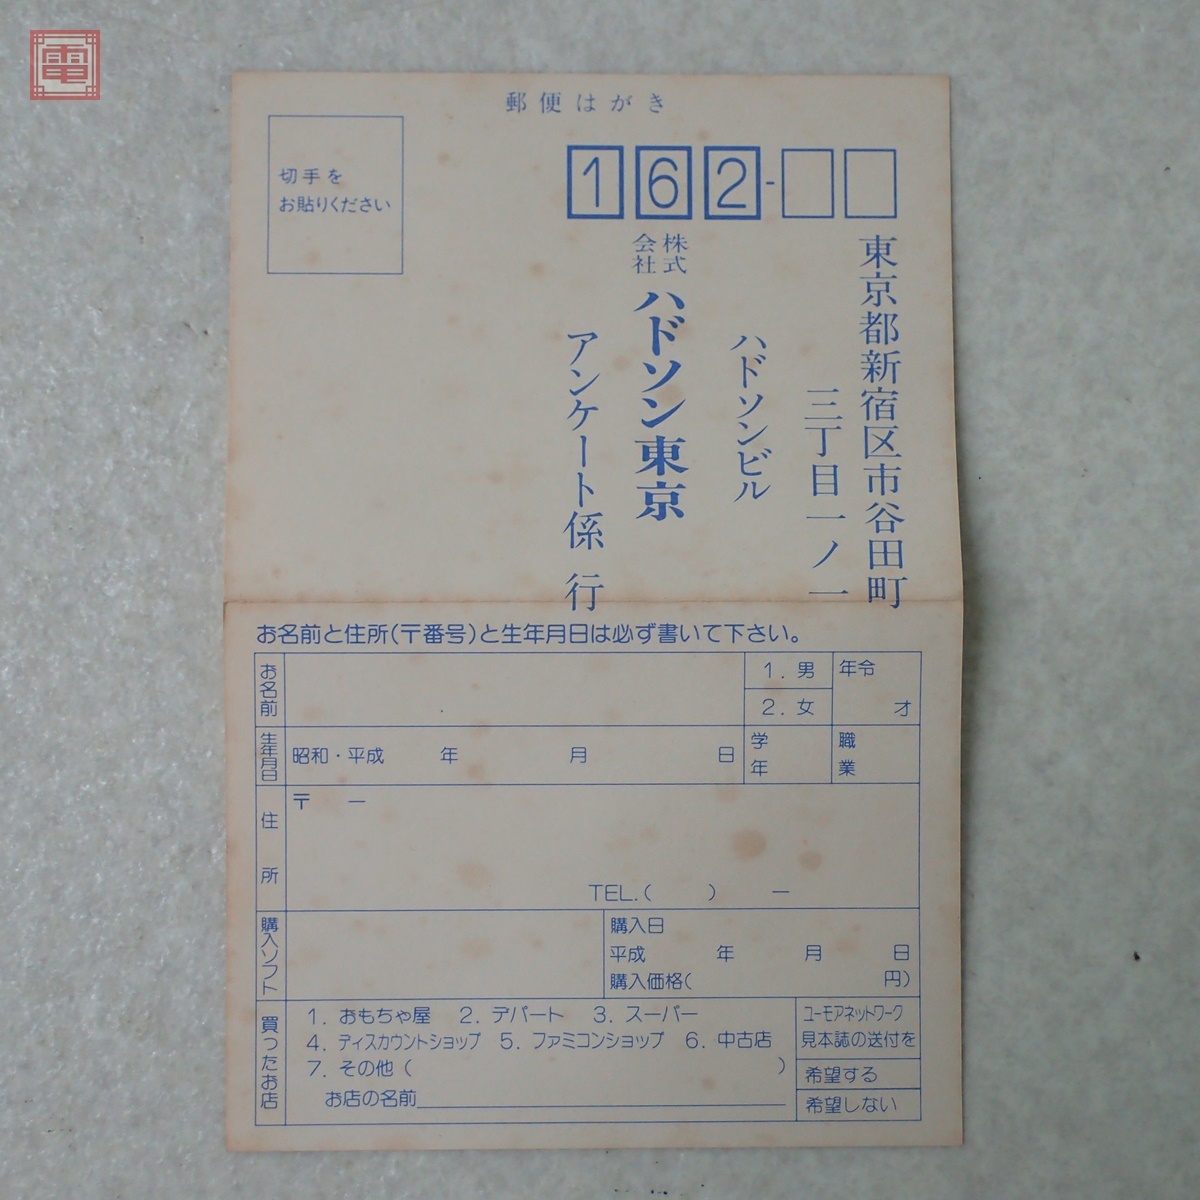 電
郵便はがき
切手を
お貼りください
162-
東京都新宿区市谷田町
三丁目一ノ一
ハドソンビル
株式会社ハドソン東京
アンケート係 行
お名前と住所(〒番号)と生年月日は必ず書いて下さい。
お名前
1. 男
2. 女
年令
才
生年月日
昭和・平成 年 月 日
学年
職業
住所
〒 ー
TEL.( ) ー
購入ソフト
購入日
平成 年 月 日
購入価格( 円)
買ったお店
1. おもちゃ屋 2. デパート 3. スーパー
4. ディスカウントショップ 5. ファミコンショップ 6. 中古店
7. その他( )
お店の名前
ユーモアネットワーク
見本誌の送付を
希望する
希望しない